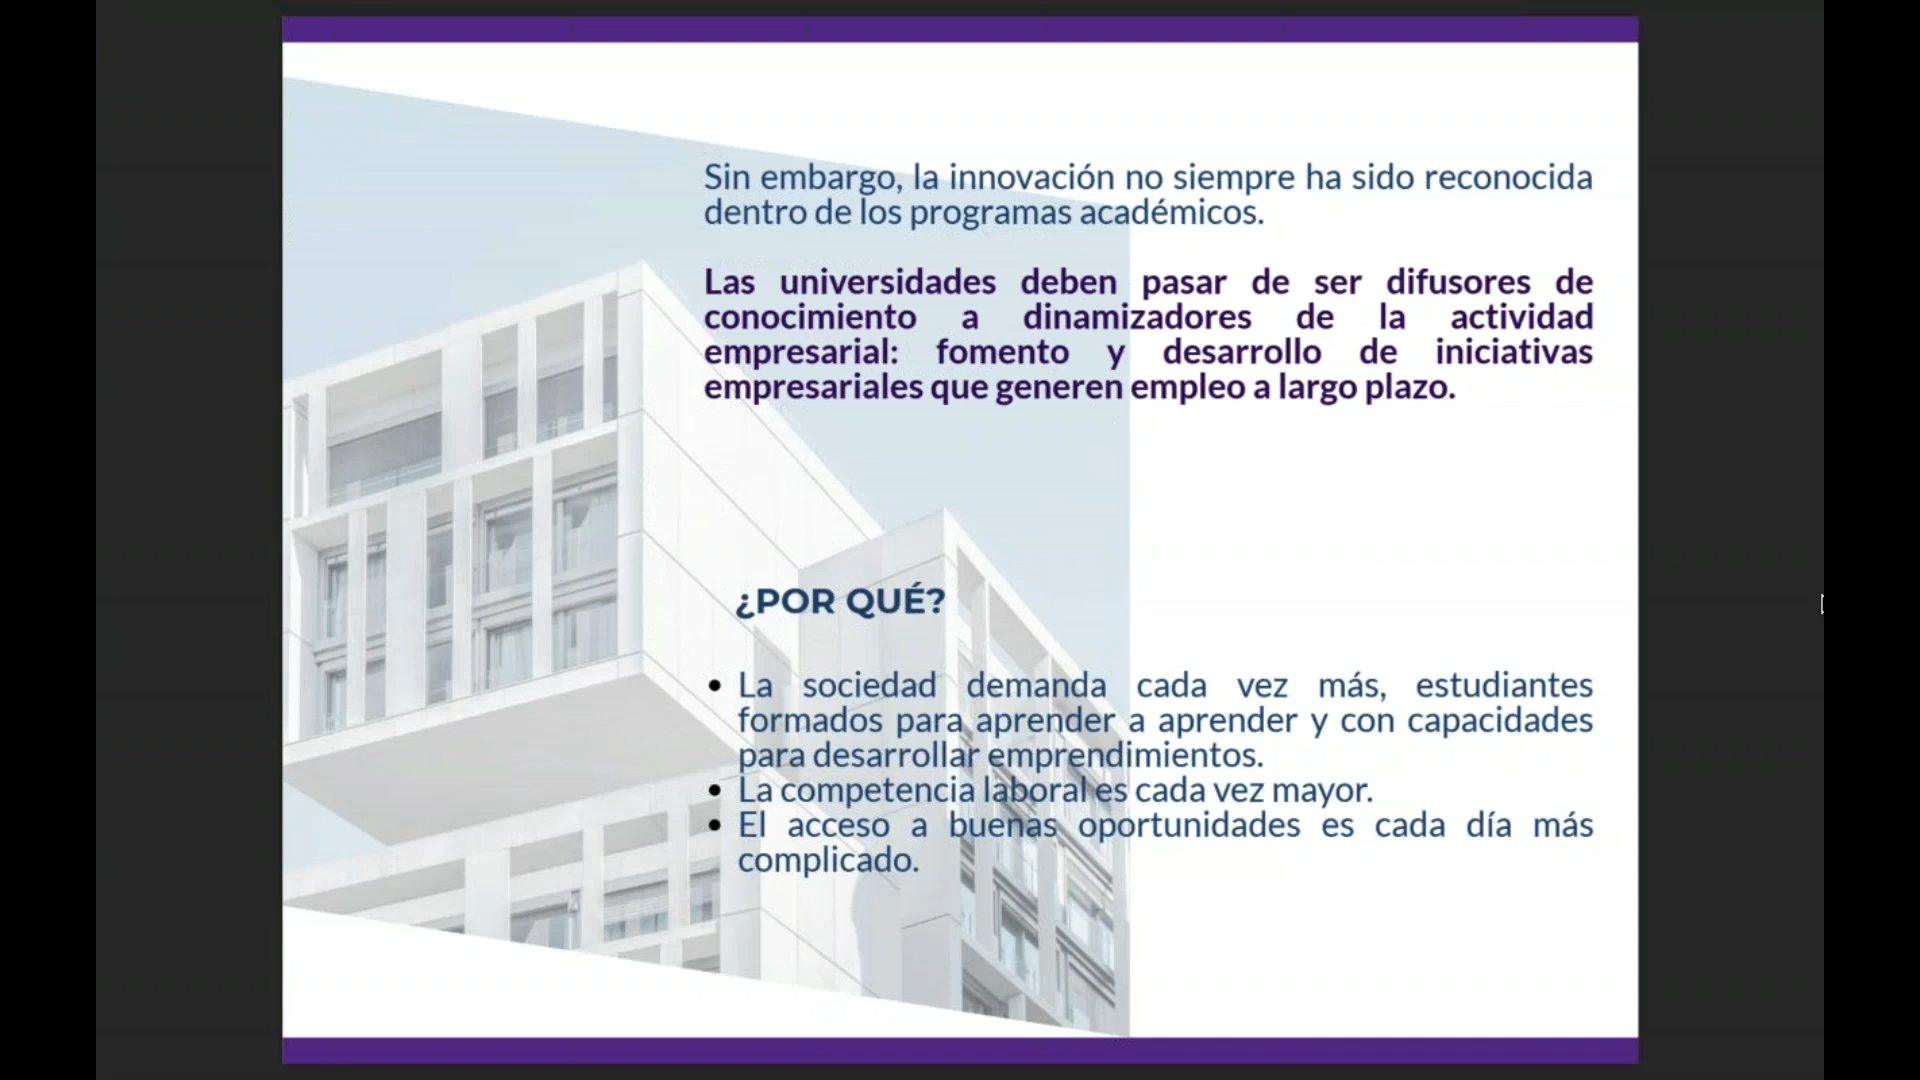 Sin embargo, la innovación no siempre ha sido reconocida
dentro de los programas académicos.
Las universidades deben pasar de ser difusores de
conocimiento a dinamizadores de la actividad
empresarial: fomento y desarrollo de iniciativas
empresariales que generen empleo a largo plazo.
¿POR QUÉ?
• La sociedad demanda cada vez más, estudiantes
formados para aprender a aprender y con capacidades
para desarrollar emprendimientos.
• La competencia laboral es cada vez mayor.
• El acceso a buenas oportunidades es cada día más
complicado.